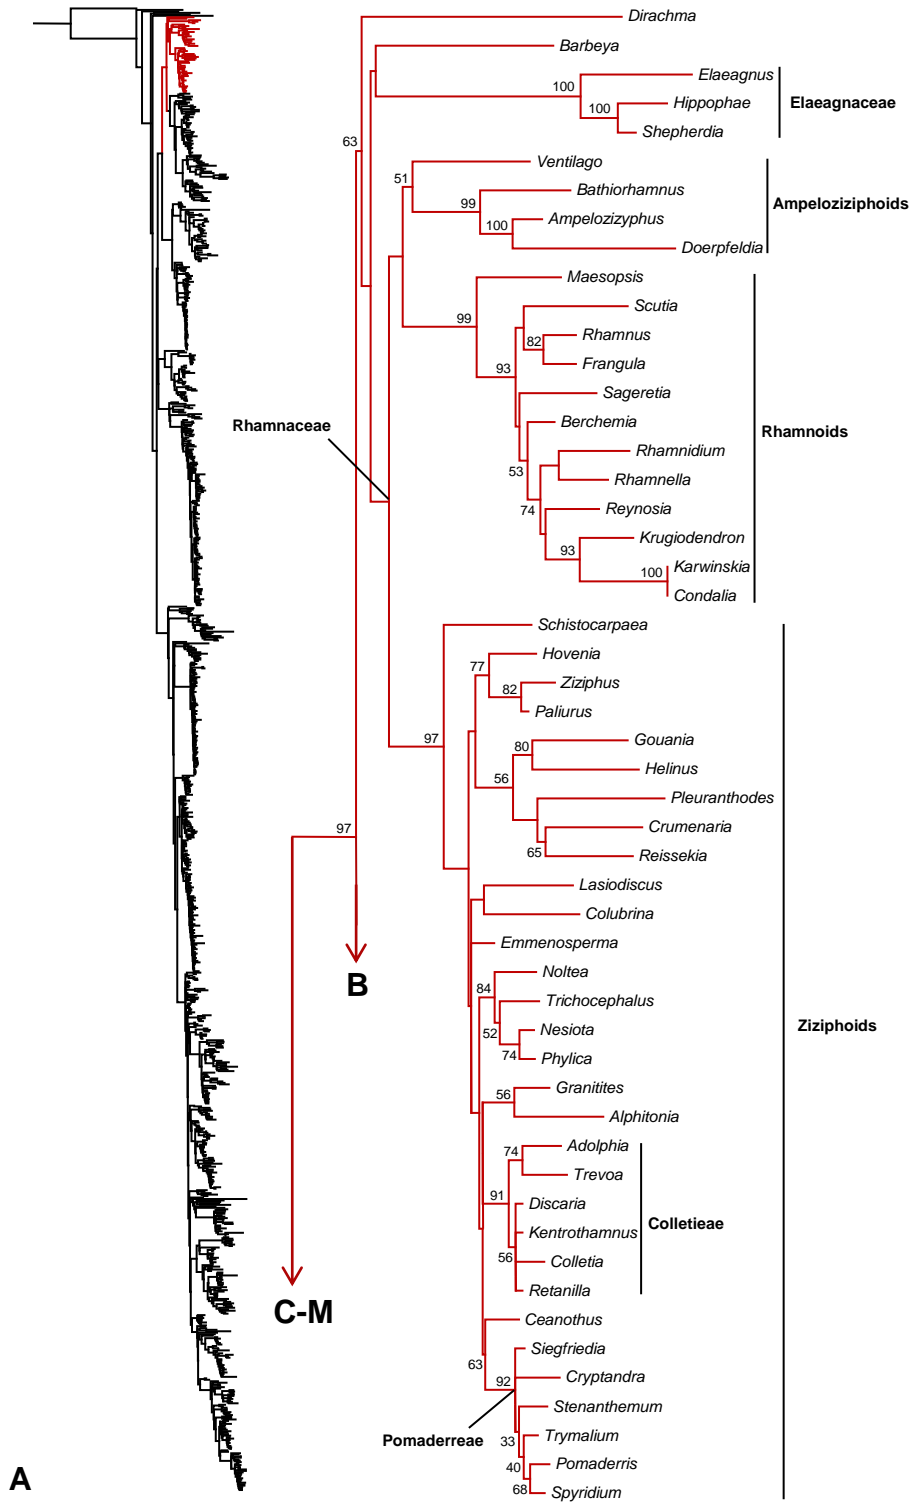 Dirachma
Barbeya
Elaeagnus
100
Hippophae
100
Elaeagnaceae
Shepherdia
63
Ventilago
51
Bathiorhamnus
99
Ampeloziziphoids
Ampelozizyphus
100
Doerpfeldia
Maesopsis
Scutia
99
Rhamnus
82
Frangula
93
Sageretia
Berchemia
Rhamnaceae
Rhamnoids
Rhamnidium
53
Rhamnella
74
Reynosia
Krugiodendron
93
Karwinskia
100
Condalia
Schistocarpaea
Hovenia
77
Ziziphus
82
Paliurus
97
Gouania
80
Helinus
56
Pleuranthodes
97
Crumenaria
65
Reissekia
Lasiodiscus
Colubrina
Emmenosperma
B
Noltea
84
Trichocephalus
Ziziphoids
52
Nesiota
74
Phylica
Granitites
56
Alphitonia
Adolphia
74
Trevoa
91
Discaria
Colletieae
Kentrothamnus
56
Colletia
Retanilla
C-M
Ceanothus
Siegfriedia
63
92
Cryptandra
Stenanthemum
Pomaderreae
33
Trymalium
40
Pomaderris
68
Spyridium
A